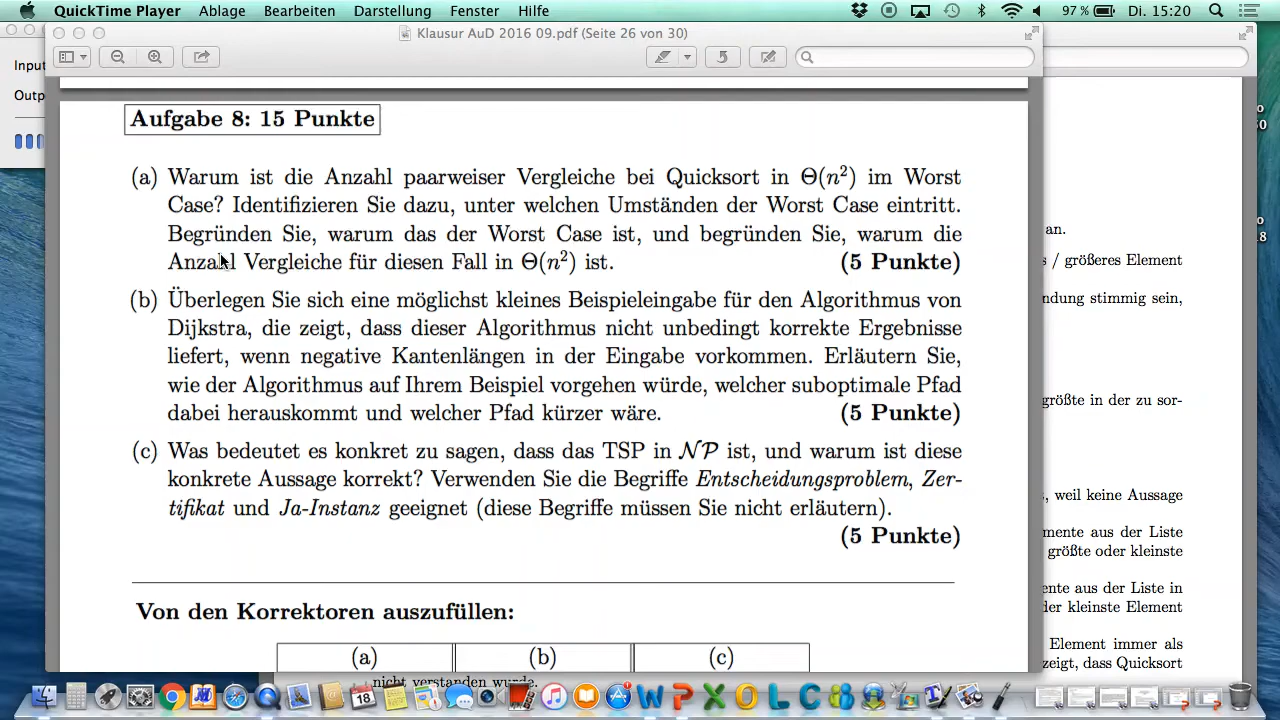 QuickTime Player Ablage Bearbeiten Darstellung Fenster Hilfe 97 % Di. 15:20
Klausur AuD 2016 09.pdf (Seite 26 von 30)
Input
Outp
Aufgabe 8: 15 Punkte
(a) Warum ist die Anzahl paarweiser Vergleiche bei Quicksort in Θ(n²) im Worst
Case? Identifizieren Sie dazu, unter welchen Umständen der Worst Case eintritt.
Begründen Sie, warum das der Worst Case ist, und begründen Sie, warum die
Anzahl Vergleiche für diesen Fall in Θ(n²) ist. (5 Punkte)
(b) Überlegen Sie sich eine möglichst kleines Beispieleingabe für den Algorithmus von
Dijkstra, die zeigt, dass dieser Algorithmus nicht unbedingt korrekte Ergebnisse
liefert, wenn negative Kantenlängen in der Eingabe vorkommen. Erläutern Sie,
wie der Algorithmus auf Ihrem Beispiel vorgehen würde, welcher suboptimale Pfad
dabei herauskommt und welcher Pfad kürzer wäre. (5 Punkte)
(c) Was bedeutet es konkret zu sagen, dass das TSP in NP ist, und warum ist diese
konkrete Aussage korrekt? Verwenden Sie die Begriffe Entscheidungsproblem, Zer-
tifikat und Ja-Instanz geeignet (diese Begriffe müssen Sie nicht erläutern).
(5 Punkte)
Von den Korrektoren auszufüllen:
(a) (b) (c)
nicht verstanden wurde.
an.
s / größeres Element
ndung stimmig sein,
größte in der zu sor-
s, weil keine Aussage
mente aus der Liste
größte oder kleinste
ente aus der Liste in
der kleinste Element
Element immer als
zeigt, dass Quicksort
o
60
o
8
18